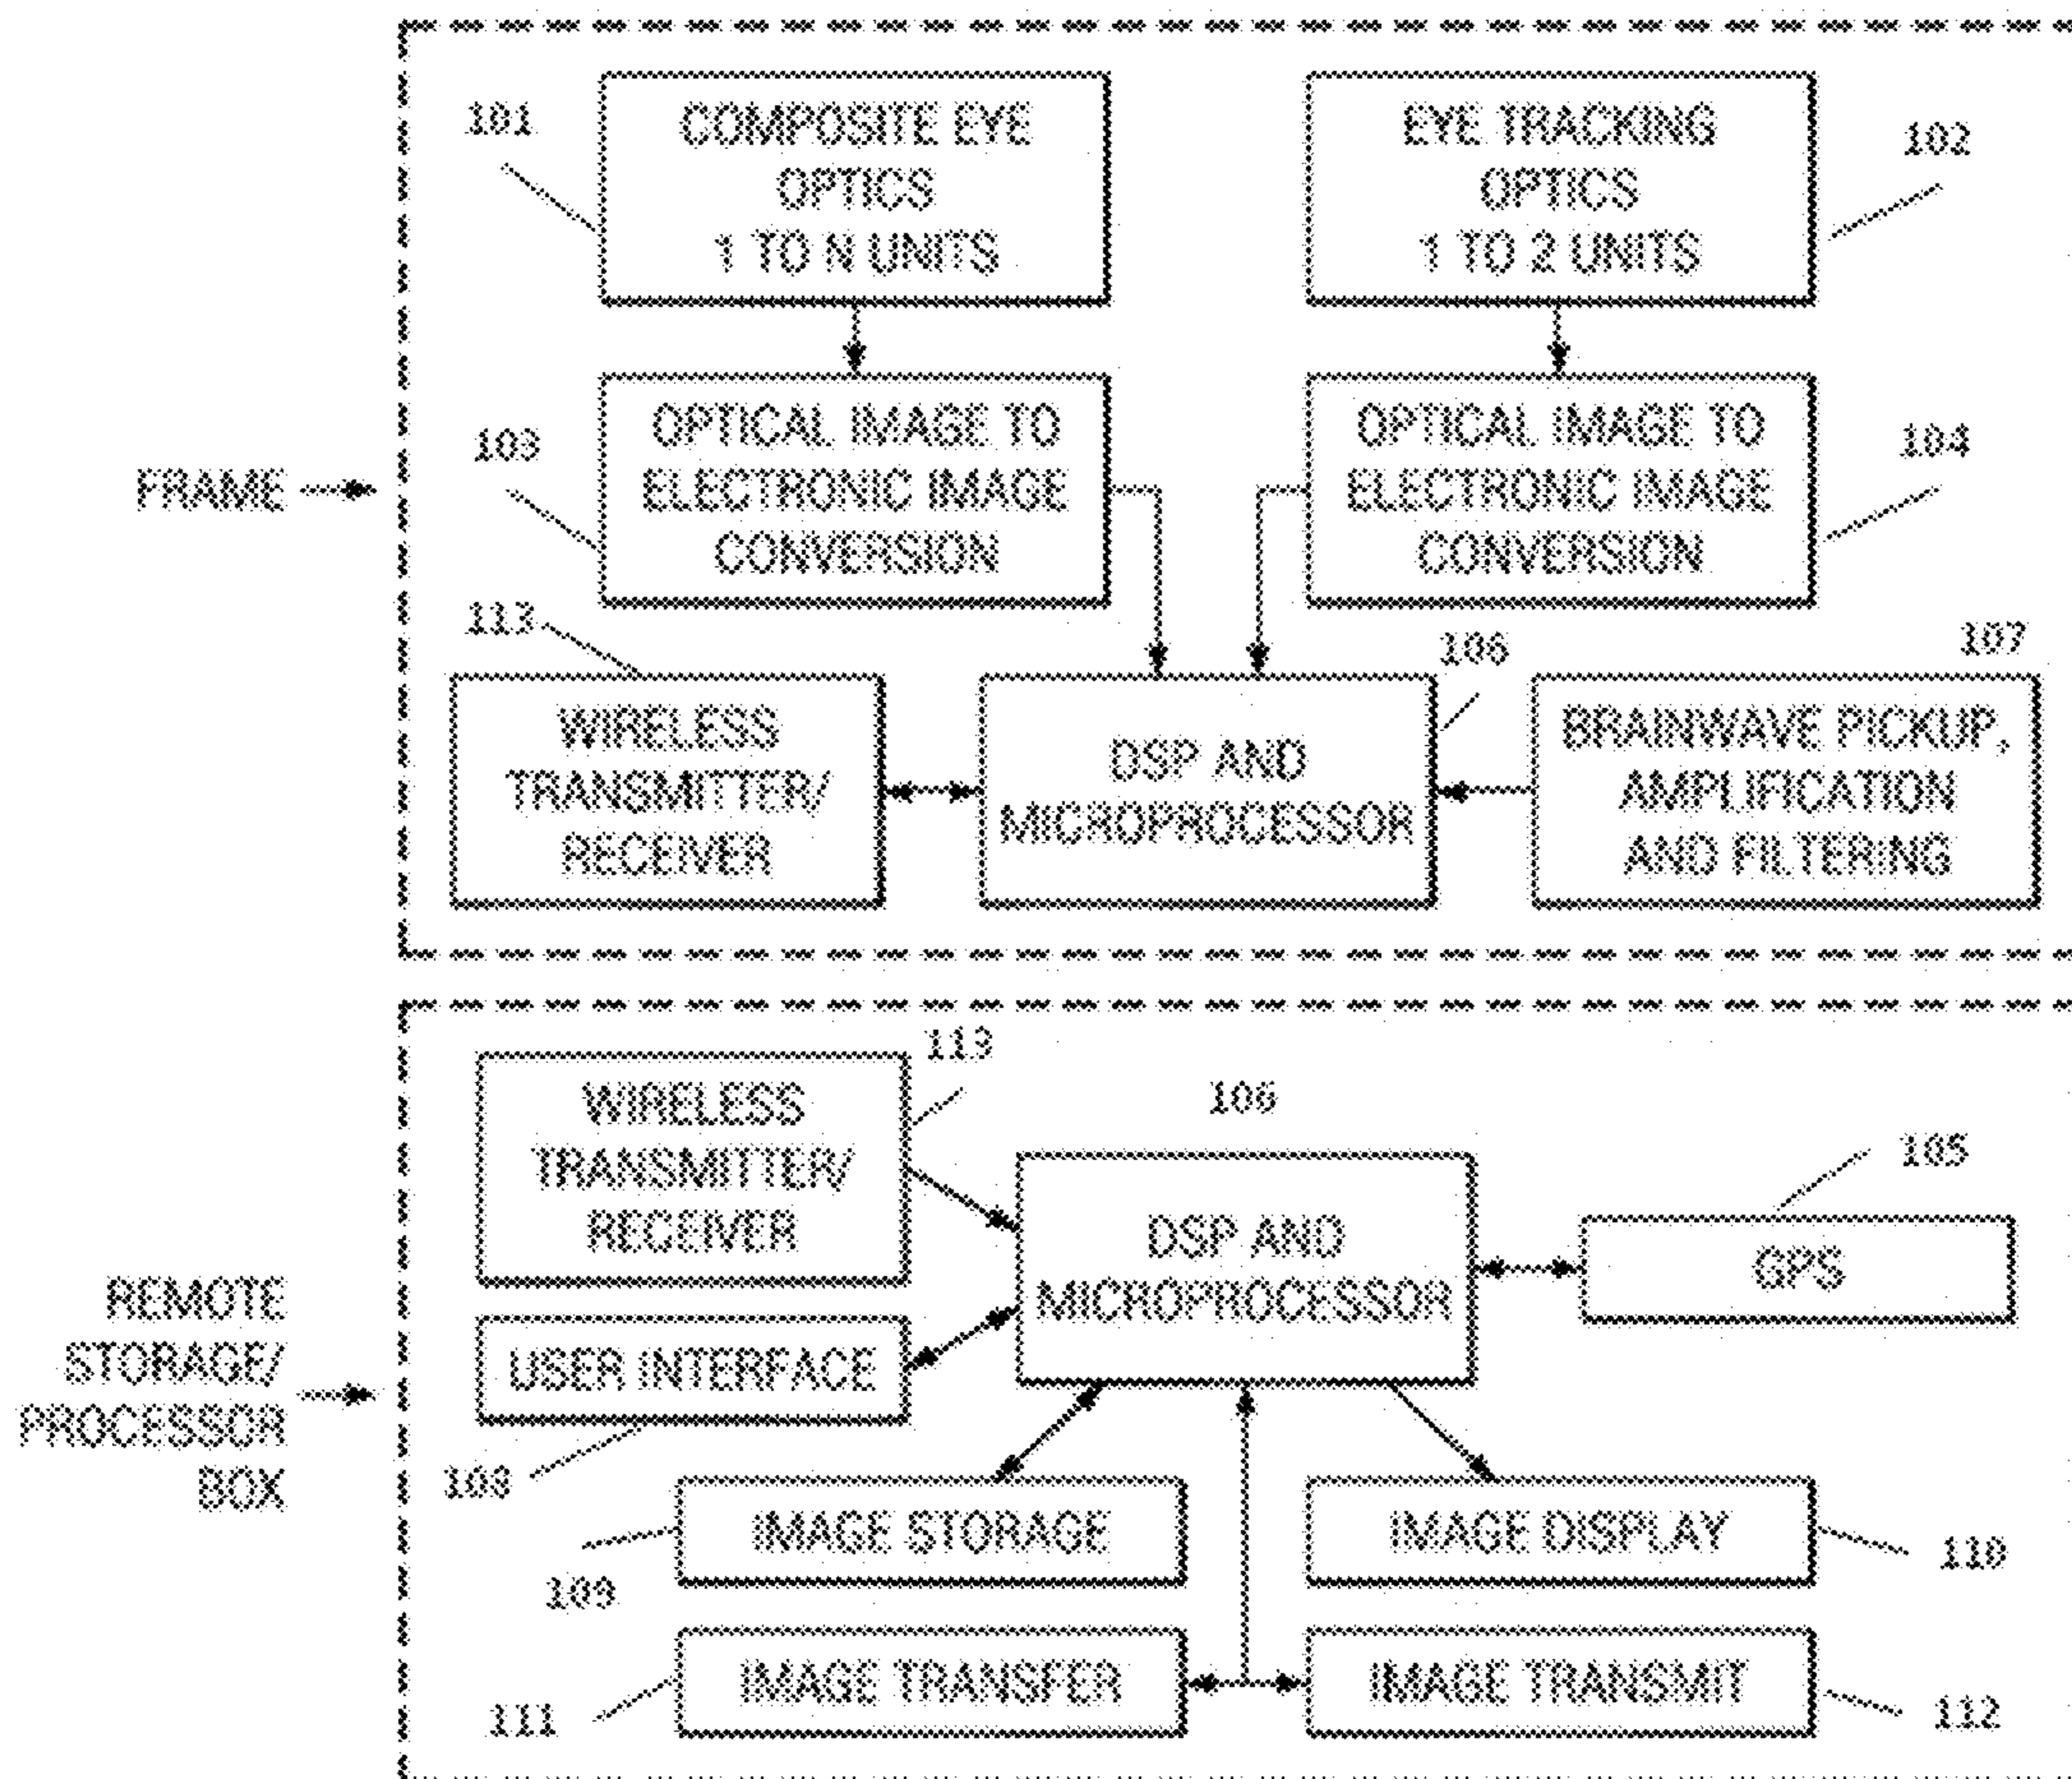 101
COMPOSITE EYE
OPTICS
1 TO N UNITS
EYE TRACKING
OPTICS
1 TO 2 UNITS
102
FRAME
103
OPTICAL IMAGE TO
ELECTRONIC IMAGE
CONVERSION
OPTICAL IMAGE TO
ELECTRONIC IMAGE
CONVERSION
104
113
WIRELESS
TRANSMITTER/
RECEIVER
106
DSP AND
MICROPROCESSOR
107
BRAINWAVE PICKUP,
AMPLIFICATION
AND FILTERING
REMOTE
STORAGE/
PROCESSOR
BOX
113
WIRELESS
TRANSMITTER/
RECEIVER
106
DSP AND
MICROPROCESSOR
105
GPS
USER INTERFACE
108
IMAGE STORAGE
109
IMAGE DISPLAY
110
IMAGE TRANSFER
111
IMAGE TRANSMIT
112